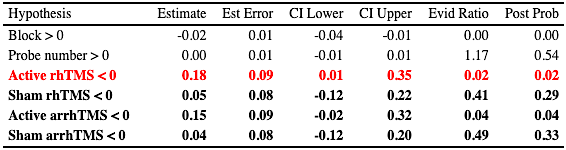 Hypothesis Estimate Est Error CI Lower CI Upper Evid Ratio Post Prob
Block > 0 -0.02 0.01 -0.04 -0.01 0.00 0.00
Probe number > 0 0.00 0.01 -0.01 0.01 1.17 0.54
Active rhTMS < 0 0.18 0.09 0.01 0.35 0.02 0.02
Sham rhTMS < 0 0.05 0.08 -0.12 0.22 0.41 0.29
Active arrhTMS < 0 0.15 0.09 -0.02 0.32 0.04 0.04
Sham arrhTMS < 0 0.04 0.08 -0.12 0.20 0.49 0.33